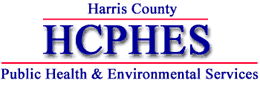 Harris County
HCPHES
Public Health & Environmental Services